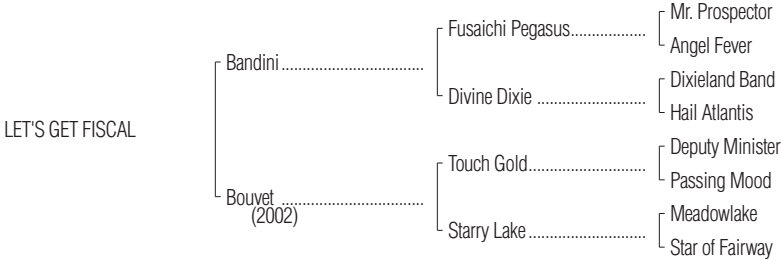 Mr. Prospector
Fusaichi Pegasus..................
Angel Fever
Bandini..................................
Dixieland Band
Divine Dixie ..........................
Hail Atlantis
LET'S GET FISCAL
Deputy Minister
Touch Gold............................
Passing Mood
Bouvet ..................................
(2002)
Meadowlake
Starry Lake............................
Star of Fairway